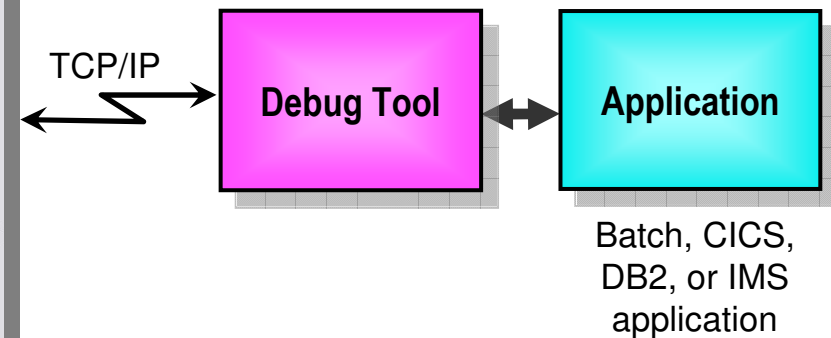 TCP/IP
Debug Tool
Application
Batch, CICS,
DB2, or IMS
application